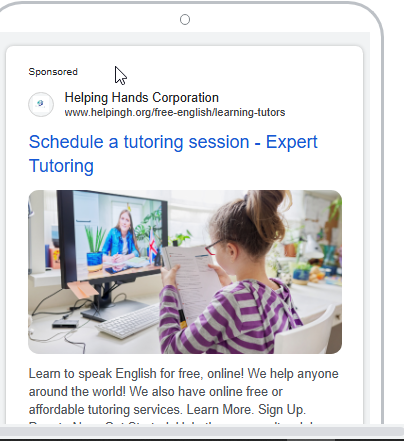 Sponsored
Helping Hands Corporation
www.helpingh.org/free-english/learning-tutors
Schedule a tutoring session - Expert
Tutoring
Learn to speak English for free, online! We help anyone
around the world! We also have online free or
affordable tutoring services. Learn More. Sign Up.